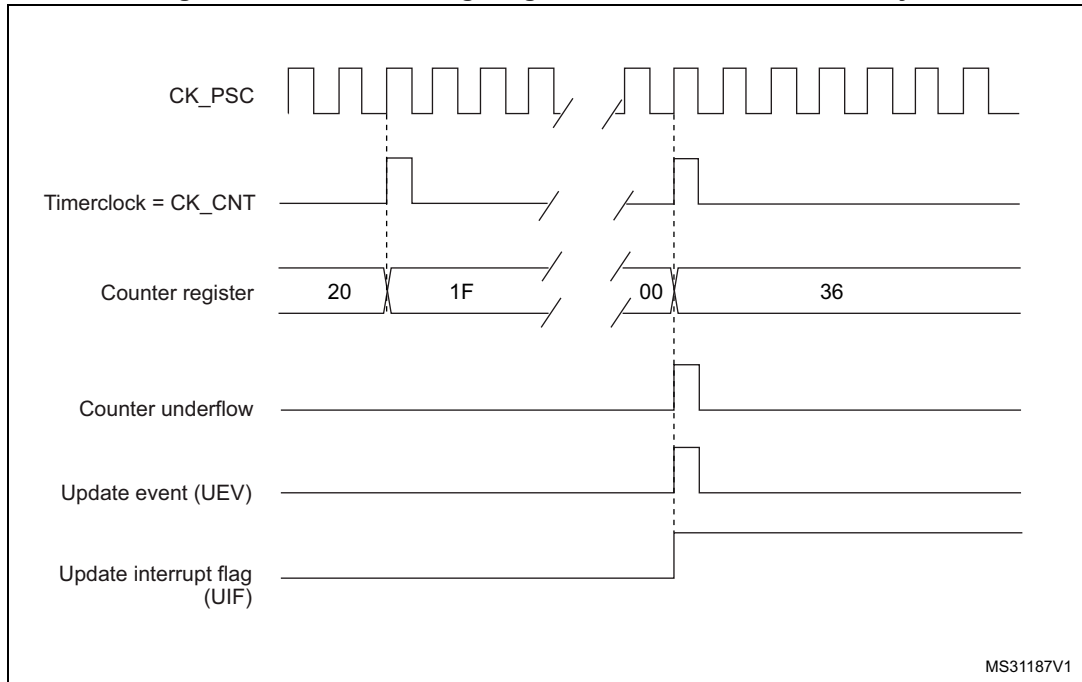 CK_PSC
Timerclock = CK_CNT
Counter register
20
1F
00
36
Counter underflow
Update event (UEV)
Update interrupt flag
(UIF)
MS31187V1